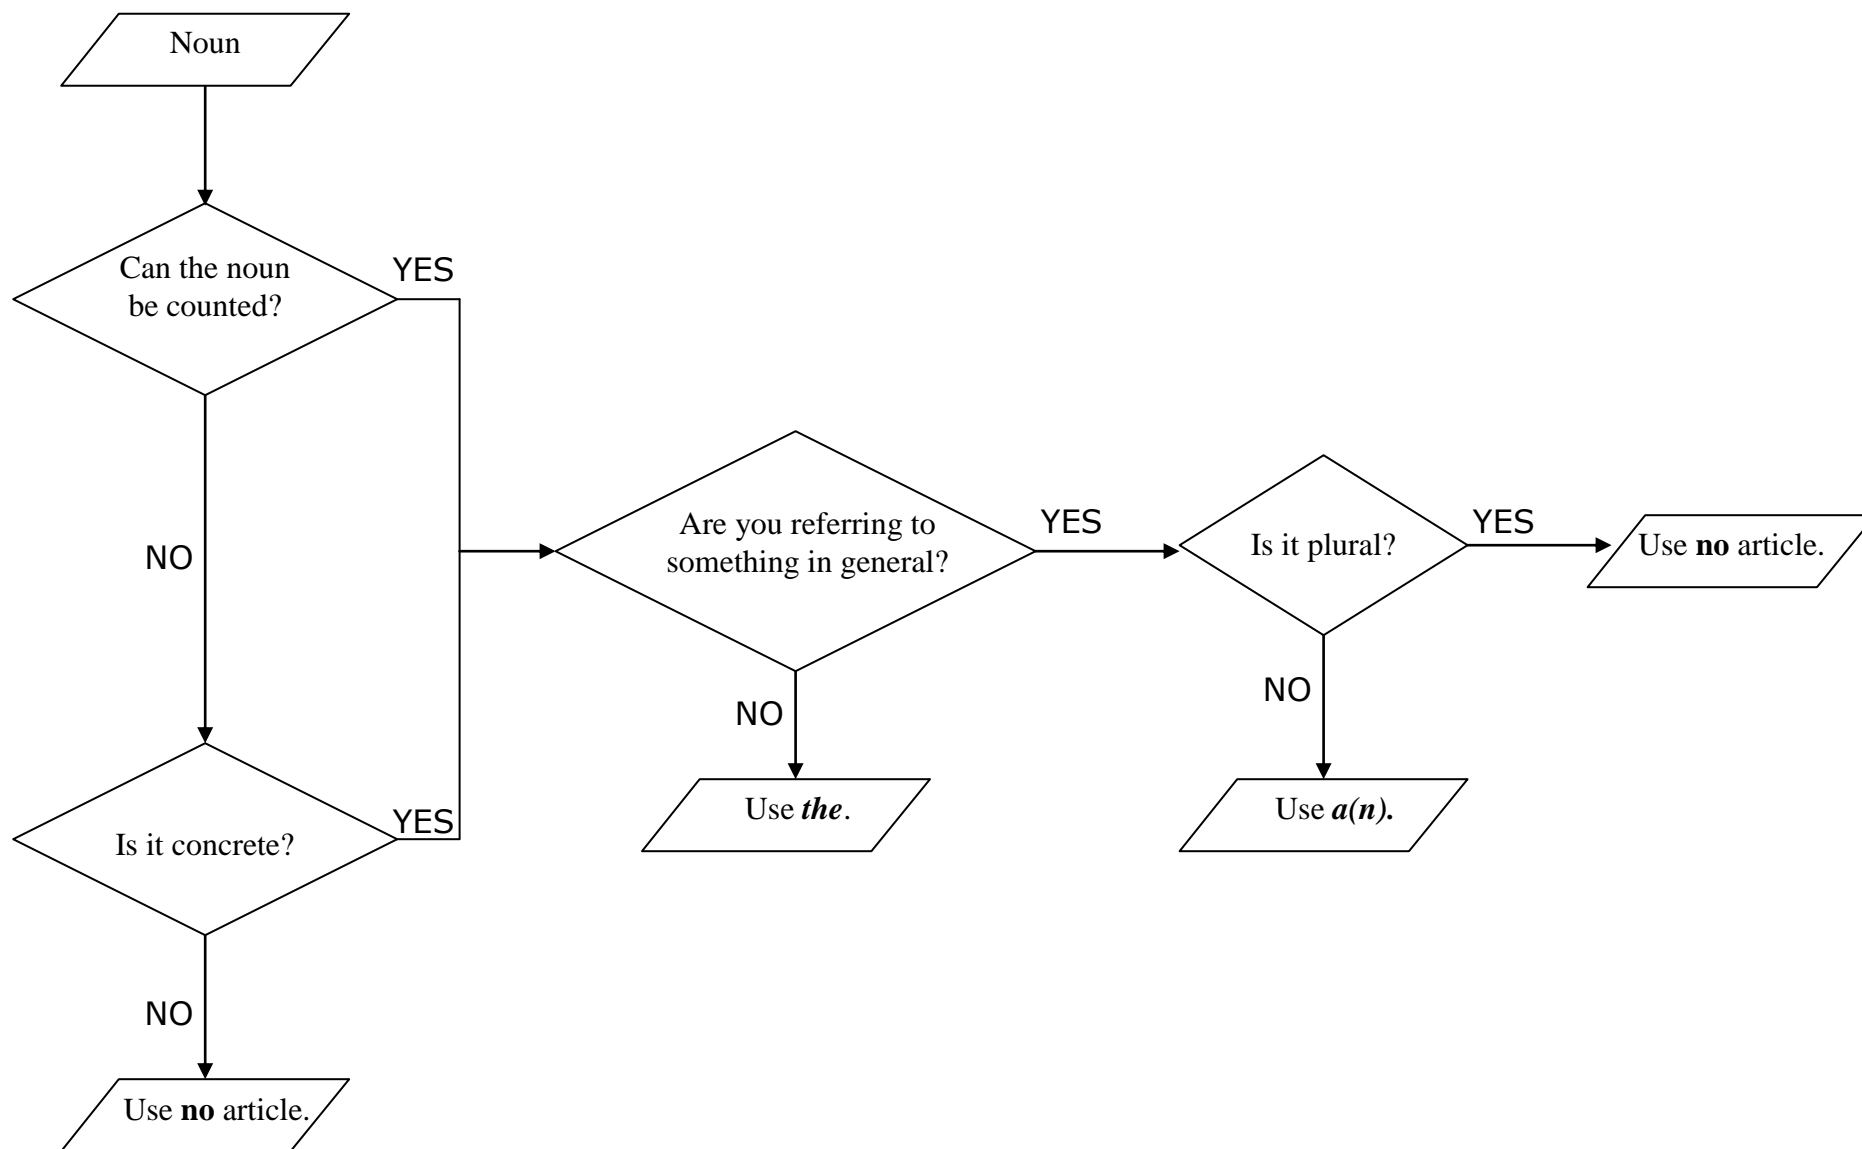 Noun
Can the noun
be counted?
YES
NO
Are you referring to
something in general?
YES
Is it plural?
YES
Use no article.
NO
Use the.
NO
Use a(n).
Is it concrete?
YES
NO
Use no article.